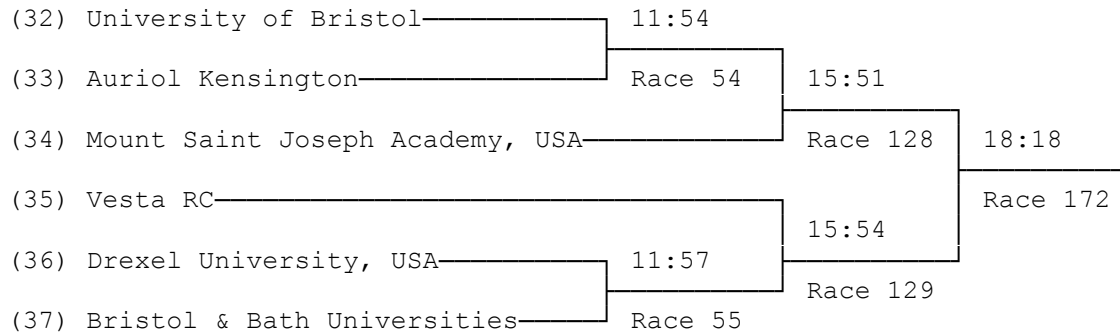 (32) University of Bristol 11:54
(33) Auriol Kensington Race 54 15:51
(34) Mount Saint Joseph Academy, USA Race 128 18:18
(35) Vesta RC Race 172
15:54
(36) Drexel University, USA 11:57
Race 129
(37) Bristol & Bath Universities Race 55